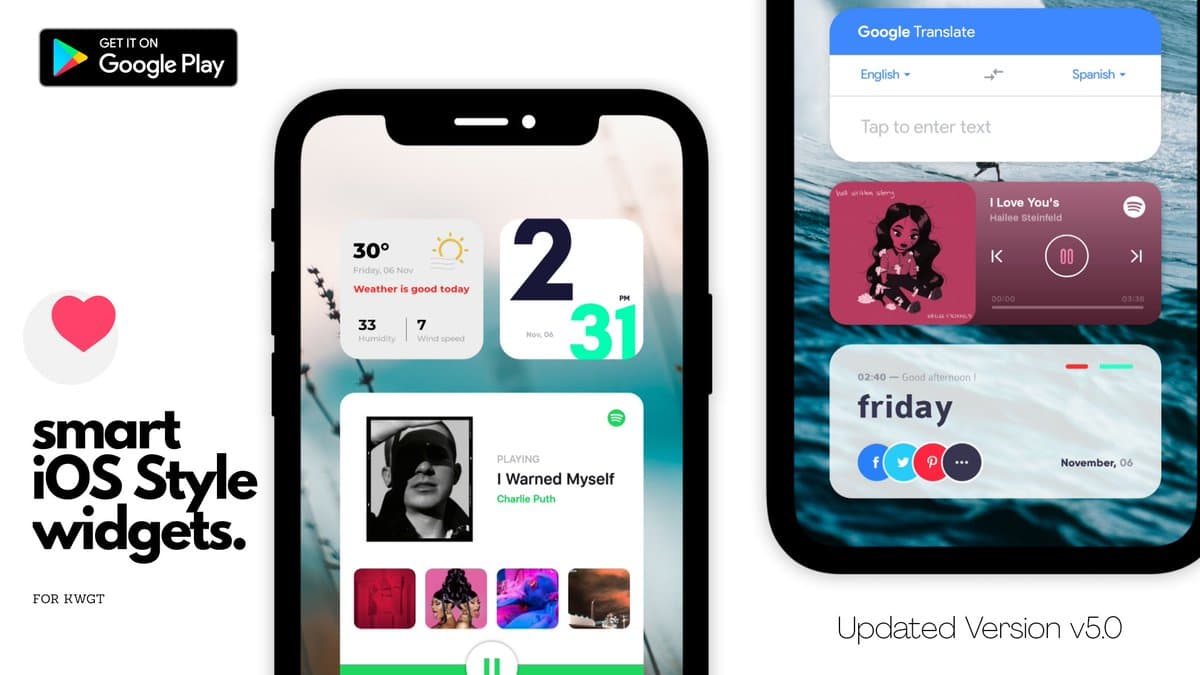 GET IT ON
Google Play
smart
iOS Style
widgets.
FOR KWGT
30°
Friday, 06 Nov
Weather is good today
33
Humidity
7
Wind speed
2
PM
31
Nov, 06
PLAYING
I Warned Myself
Charlie Puth
Google Translate
English
Spanish
Tap to enter text
half written story
I Love You's
Hailee Steinfeld
00:00
03:36
02:40 — Good afternoon !
friday
November, 06
Updated Version v5.0